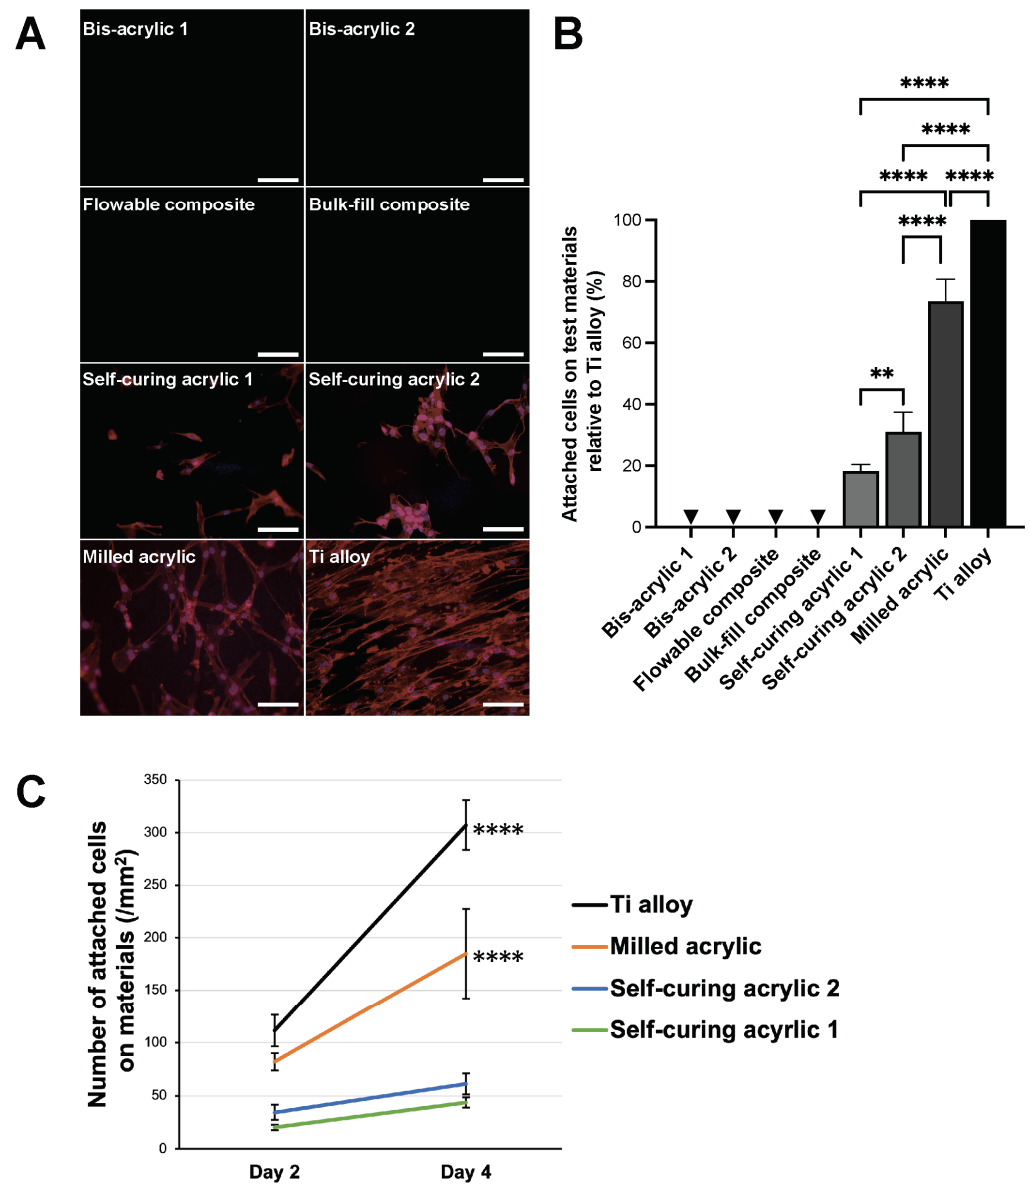 A
Bis-acrylic 1
Bis-acrylic 2
Flowable composite
Bulk-fill composite
Self-curing acrylic 1
Self-curing acrylic 2
Milled acrylic
Ti alloy
B
Attached cells on test materials
relative to Ti alloy (%)
100
80
60
40
20
0
****
****
****
****
****
**
Bis-acrylic 1
Bis-acrylic 2
Flowable composite
Bulk-fill composite
Self-curing acyrlic 1
Self-curing acyrlic 2
Milled acrylic
Ti alloy
C
Number of attached cells
on materials (/mm²)
350
300
250
200
150
100
50
0
****
****
Day 2
Day 4
Ti alloy
Milled acrylic
Self-curing acrylic 2
Self-curing acyrlic 1